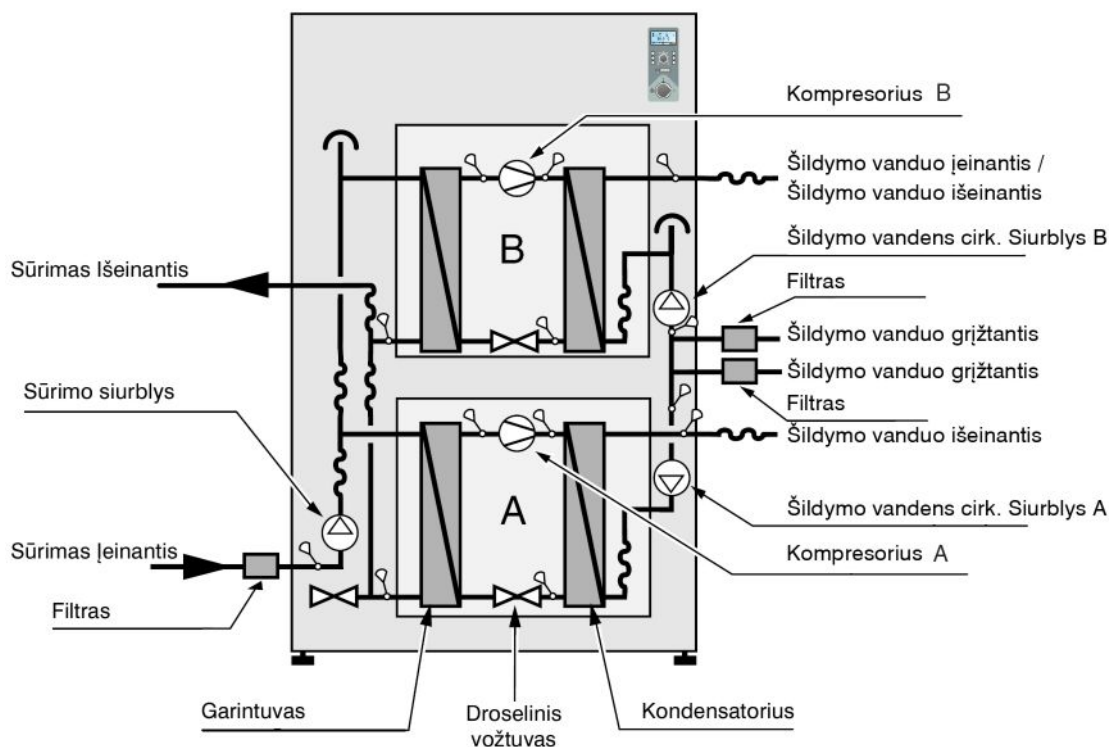 Kompresorius B
Šildymo vanduo įeinantis /
Šildymo vanduo išeinantis
Šildymo vandens cirk. Siurblys B
Filtras
Šildymo vanduo grįžtantis
Šildymo vanduo grįžtantis
Filtras
Šildymo vanduo išeinantis
Šildymo vandens cirk. Siurblys A
Kompresorius A
B
A
Sūrimas Išeinantis
Sūrimo siurblys
Sūrimas Įeinantis
Filtras
Garintuvas
Droselinis
vožtuvas
Kondensatorius